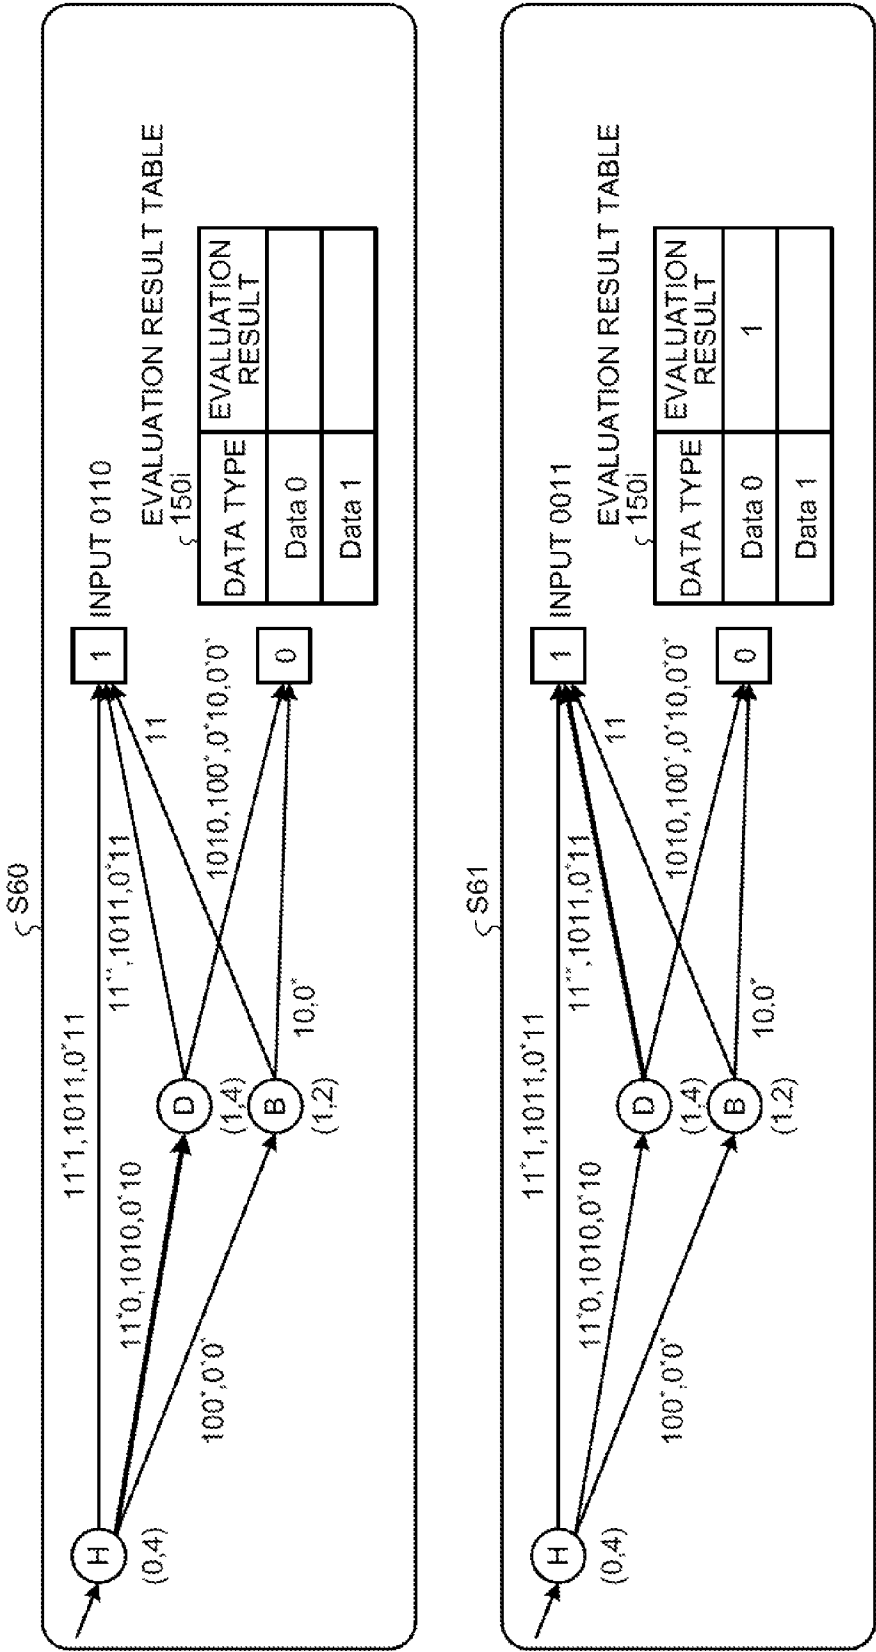 S60
H
(0,4)
11*1,1011,0*11
11*0,1010,0*10
100*,0*0*
D
(1,4)
B
(1,2)
11**,1011,0*11
11
1010,100*,0*10,0*0*
10,0*
1
0
INPUT 0110
EVALUATION RESULT TABLE
150i
DATA TYPE
EVALUATION
RESULT
Data 0
Data 1
S61
H
(0,4)
11*1,1011,0*11
11*0,1010,0*10
100*,0*0*
D
(1,4)
B
(1,2)
11**,1011,0*11
11
1010,100*,0*10,0*0*
10,0*
1
0
INPUT 0011
EVALUATION RESULT TABLE
150i
DATA TYPE
EVALUATION
RESULT
Data 0
1
Data 1